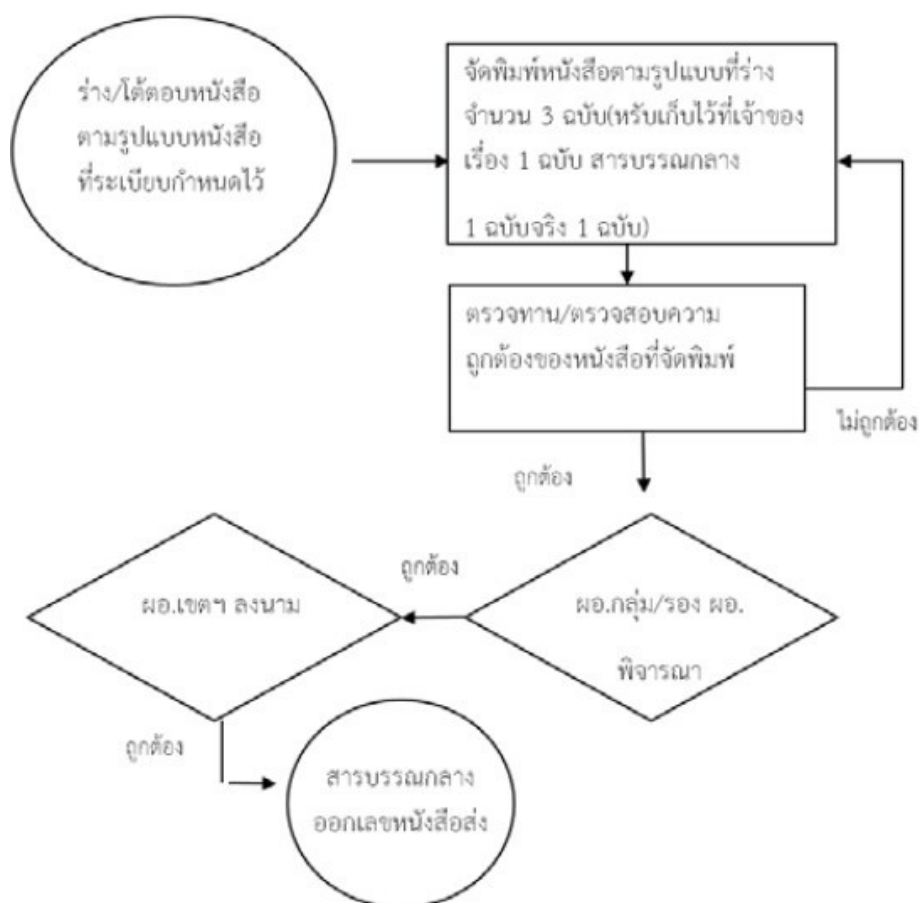 ร่าง/โต้ตอบหนังสือ
ตามรูปแบบหนังสือ
ที่ระเบียบกำหนดไว้
จัดพิมพ์หนังสือตามรูปแบบที่ร่าง
จำนวน 3 ฉบับ(หรับเก็บไว้ที่เจ้าของ
เรื่อง 1 ฉบับ สารบรรณกลาง
1 ฉบับจริง 1 ฉบับ)
ตรวจทาน/ตรวจสอบความ
ถูกต้องของหนังสือที่จัดพิมพ์
ไม่ถูกต้อง
ถูกต้อง
ผอ.กลุ่ม/รอง ผอ.
พิจารณา
ถูกต้อง
ผอ.เขตฯ ลงนาม
ถูกต้อง
สารบรรณกลาง
ออกเลขหนังสือส่ง